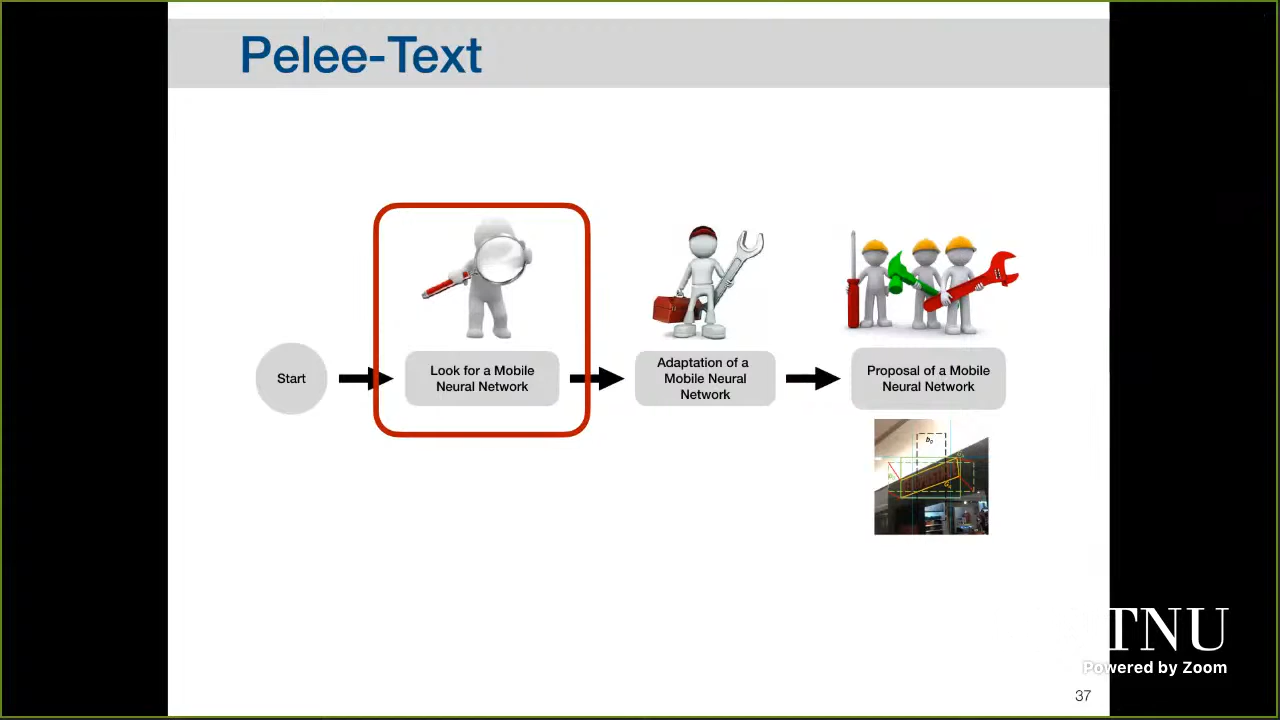 Pelee-Text
Start
Look for a Mobile
Neural Network
Adaptation of a
Mobile Neural
Network
Proposal of a Mobile
Neural Network
b0
TNU
Powered by Zoom
37